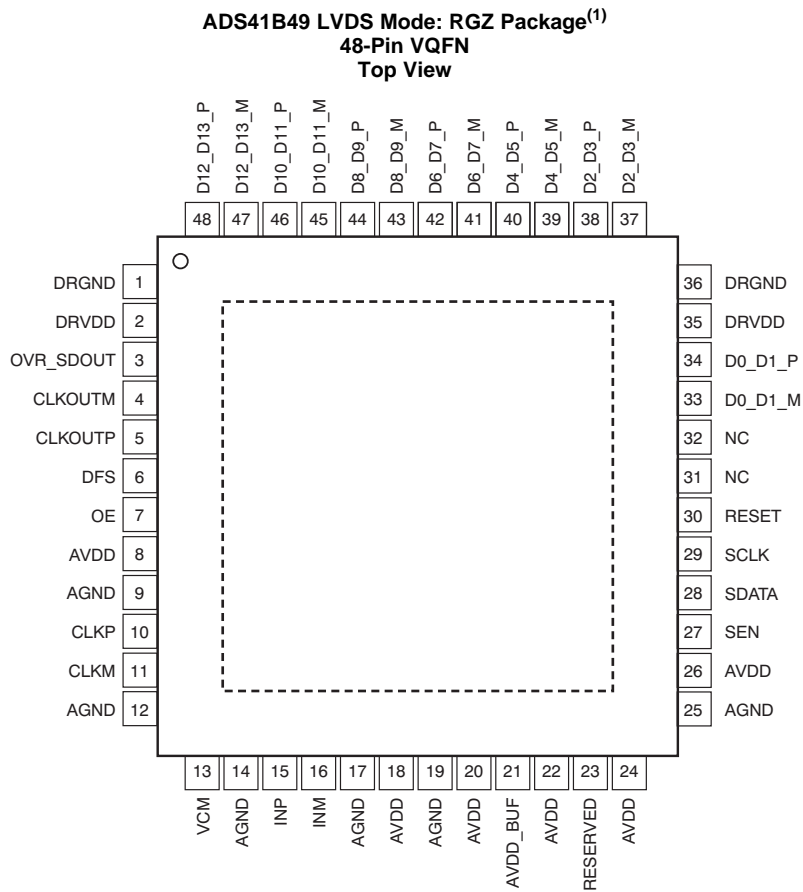 ADS41B49 LVDS Mode: RGZ Package(1)
48-Pin VQFN
Top View
D12_D13_P
D12_D13_M
D10_D11_P
D10_D11_M
D8_D9_P
D8_D9_M
D6_D7_P
D6_D7_M
D4_D5_P
D4_D5_M
D2_D3_P
D2_D3_M
48 47 46 45 44 43 42 41 40 39 38 37
DRGND 1
DRVDD 2
OVR_SDOUT 3
CLKOUTM 4
CLKOUTP 5
DFS 6
OE 7
AVDD 8
AGND 9
CLKP 10
CLKM 11
AGND 12
36 DRGND
35 DRVDD
34 D0_D1_P
33 D0_D1_M
32 NC
31 NC
30 RESET
29 SCLK
28 SDATA
27 SEN
26 AVDD
25 AGND
13 14 15 16 17 18 19 20 21 22 23 24
VCM
AGND
INP
INM
AGND
AVDD
AGND
AVDD
AVDD_BUF
AVDD
RESERVED
AVDD